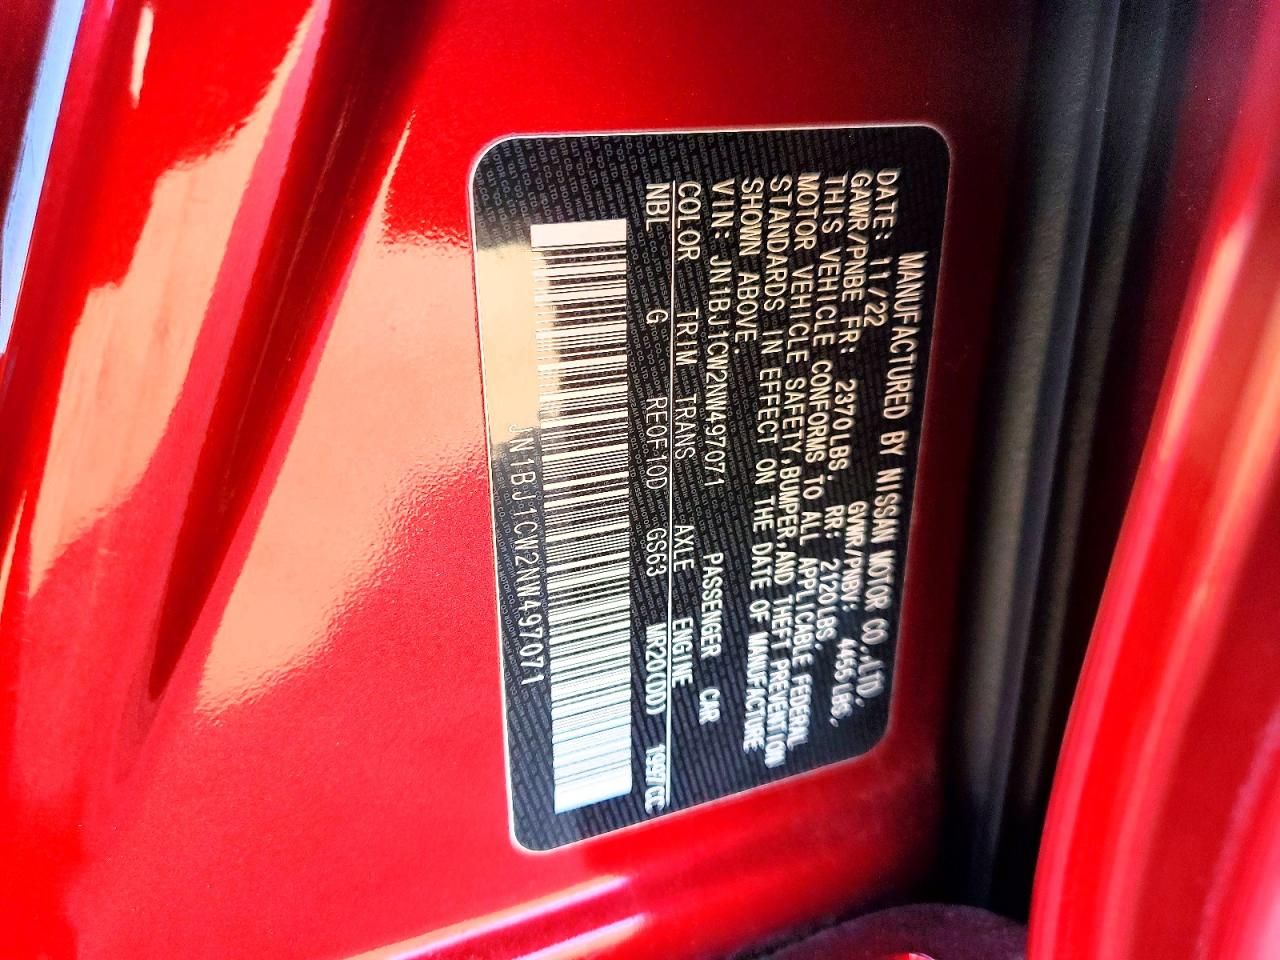 MANUFACTURED BY NISSAN MOTOR CO.,LTD.
DATE: 11/22 GVWR/PNBV: 4455 LBS,
GAWR/PNBE FR: 2370LBS, RR: 2120LBS,
THIS VEHICLE CONFORMS TO ALL APPLICABLE FEDERAL
MOTOR VEHICLE SAFETY,BUMPER,AND THEFT PREVENTION
STANDARDS IN EFFECT ON THE DATE OF MANUFACTURE
SHOWN ABOVE.
VIN: JN1BJ1CW2NW497071 PASSENGER CAR
COLOR TRIM TRANS AXLE ENGINE
NBL G RE0F10D GS63 MR20(DD) 1997CC
JN1BJ1CW2NW497071